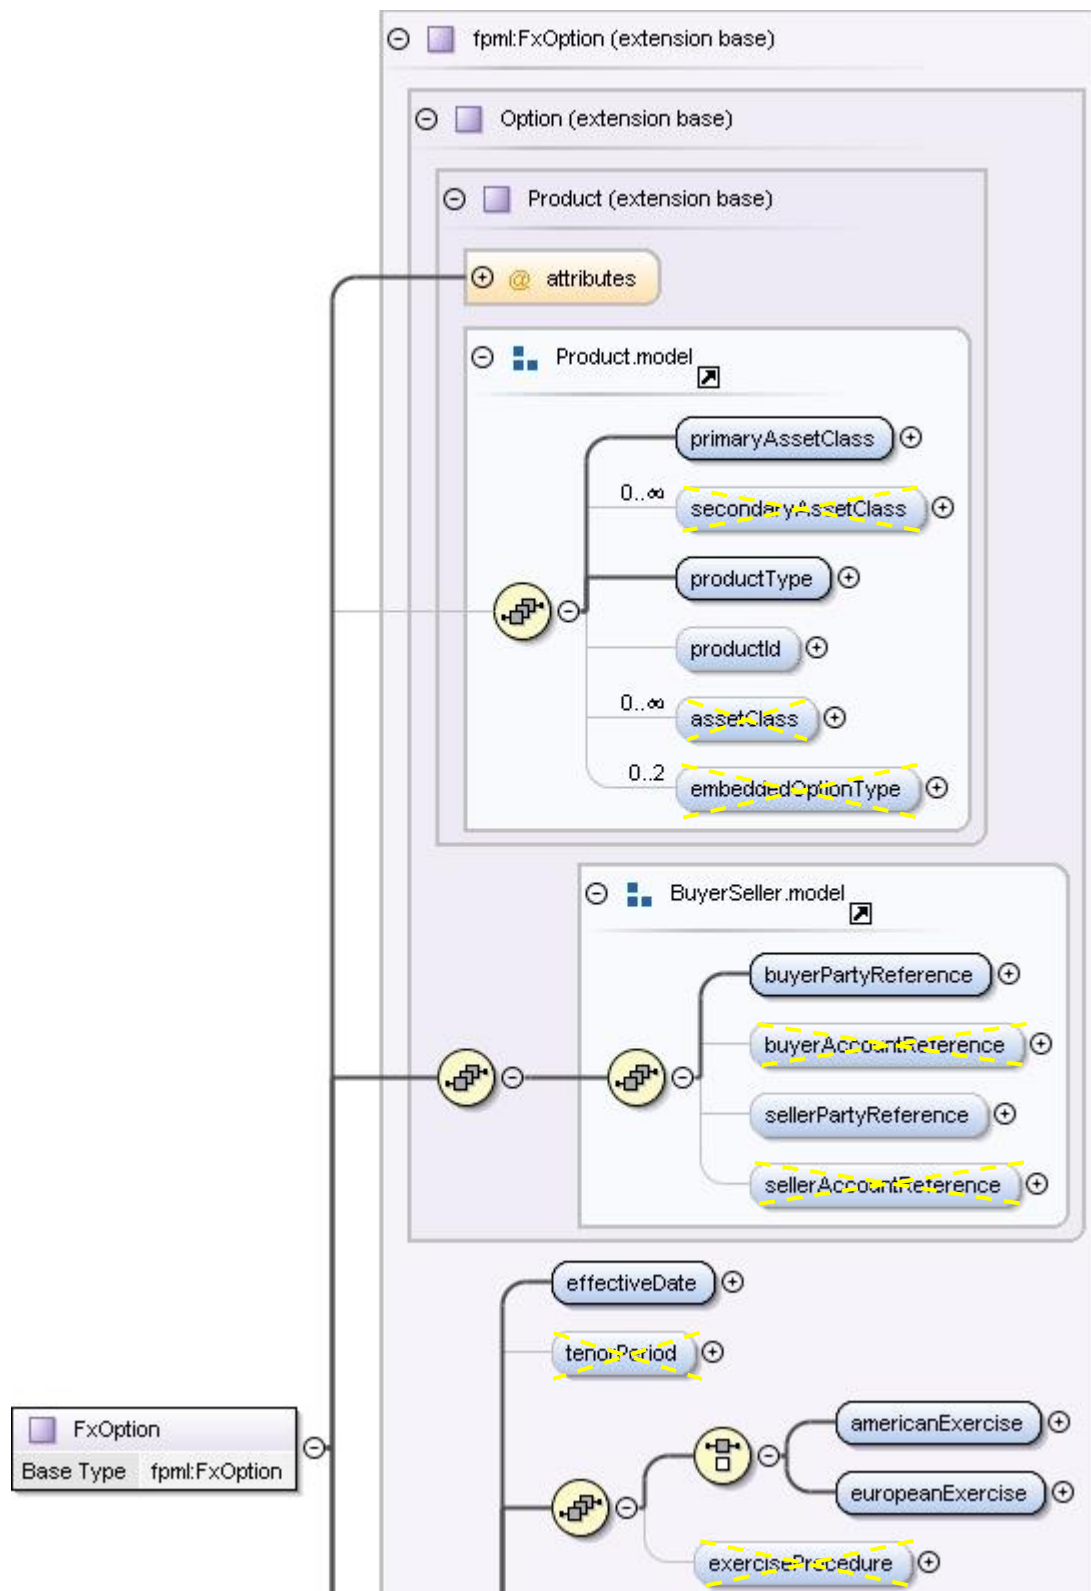 fpml:FxOption (extension base)
Option (extension base)
Product (extension base)
@ attributes
Product.model
primaryAssetClass
0..∞
secondaryAssetClass
productType
productId
0..∞
assetClass
0..2
embeddedOptionType
BuyerSeller.model
buyerPartyReference
buyerAccountReference
sellerPartyReference
sellerAccountReference
effectiveDate
tenorPeriod
americanExercise
FxOption
Base Type fpml:FxOption
europeanExercise
exerciseProcedure